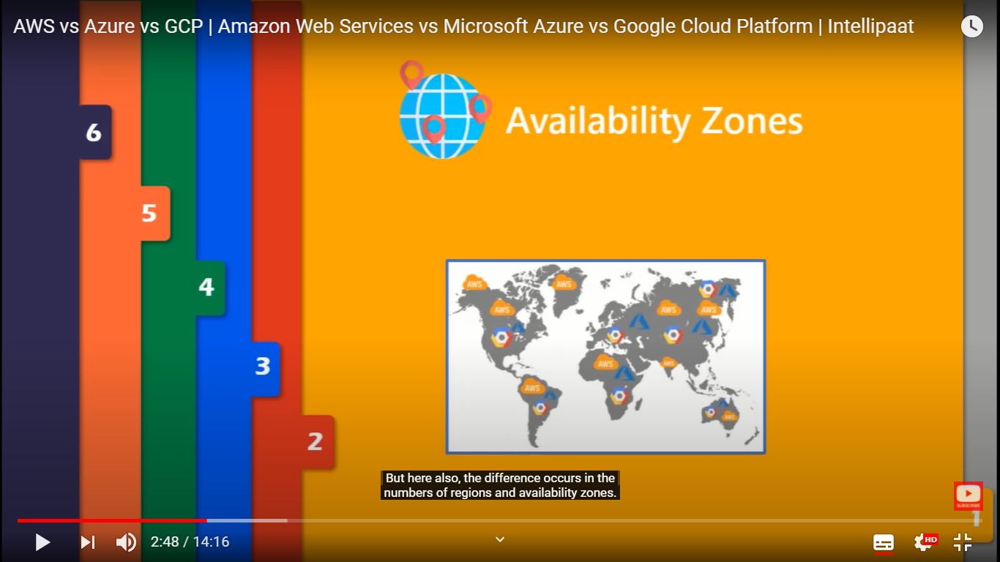 AWS vs Azure vs GCP | Amazon Web Services vs Microsoft Azure vs Google Cloud Platform | Intellipaat
Availability Zones
6
5
4
3
2
1
AWS
AWS
AWS
AWS
AWS
AWS
AWS
AWS
AWS
But here also, the difference occurs in the
numbers of regions and availability zones.
SUBSCRIBE
2:48 / 14:16
HD